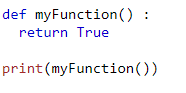 def myFunction() :
  return True

print(myFunction())